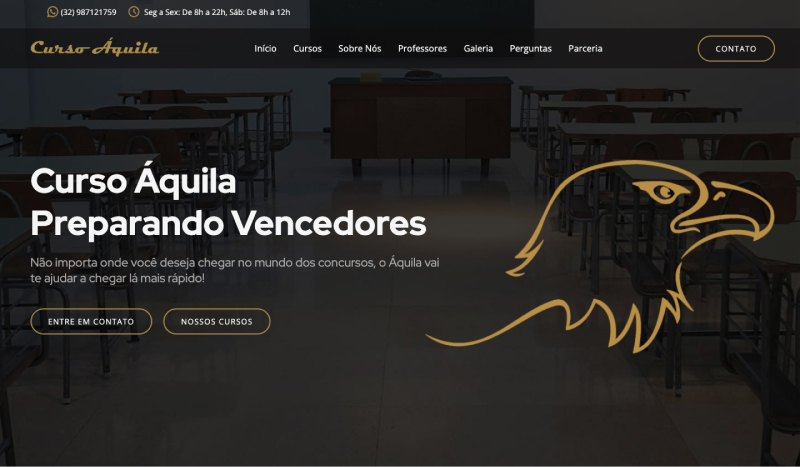 (32) 987121759 Seg a Sex: De 8h a 22h, Sáb: De 8h a 12h
Curso Áquila Início Cursos Sobre Nós Professores Galeria Perguntas Parceria CONTATO
Curso Áquila
Preparando Vencedores
Não importa onde você deseja chegar no mundo dos concursos, o Áquila vai
te ajudar a chegar lá mais rápido!
ENTRE EM CONTATO NOSSOS CURSOS